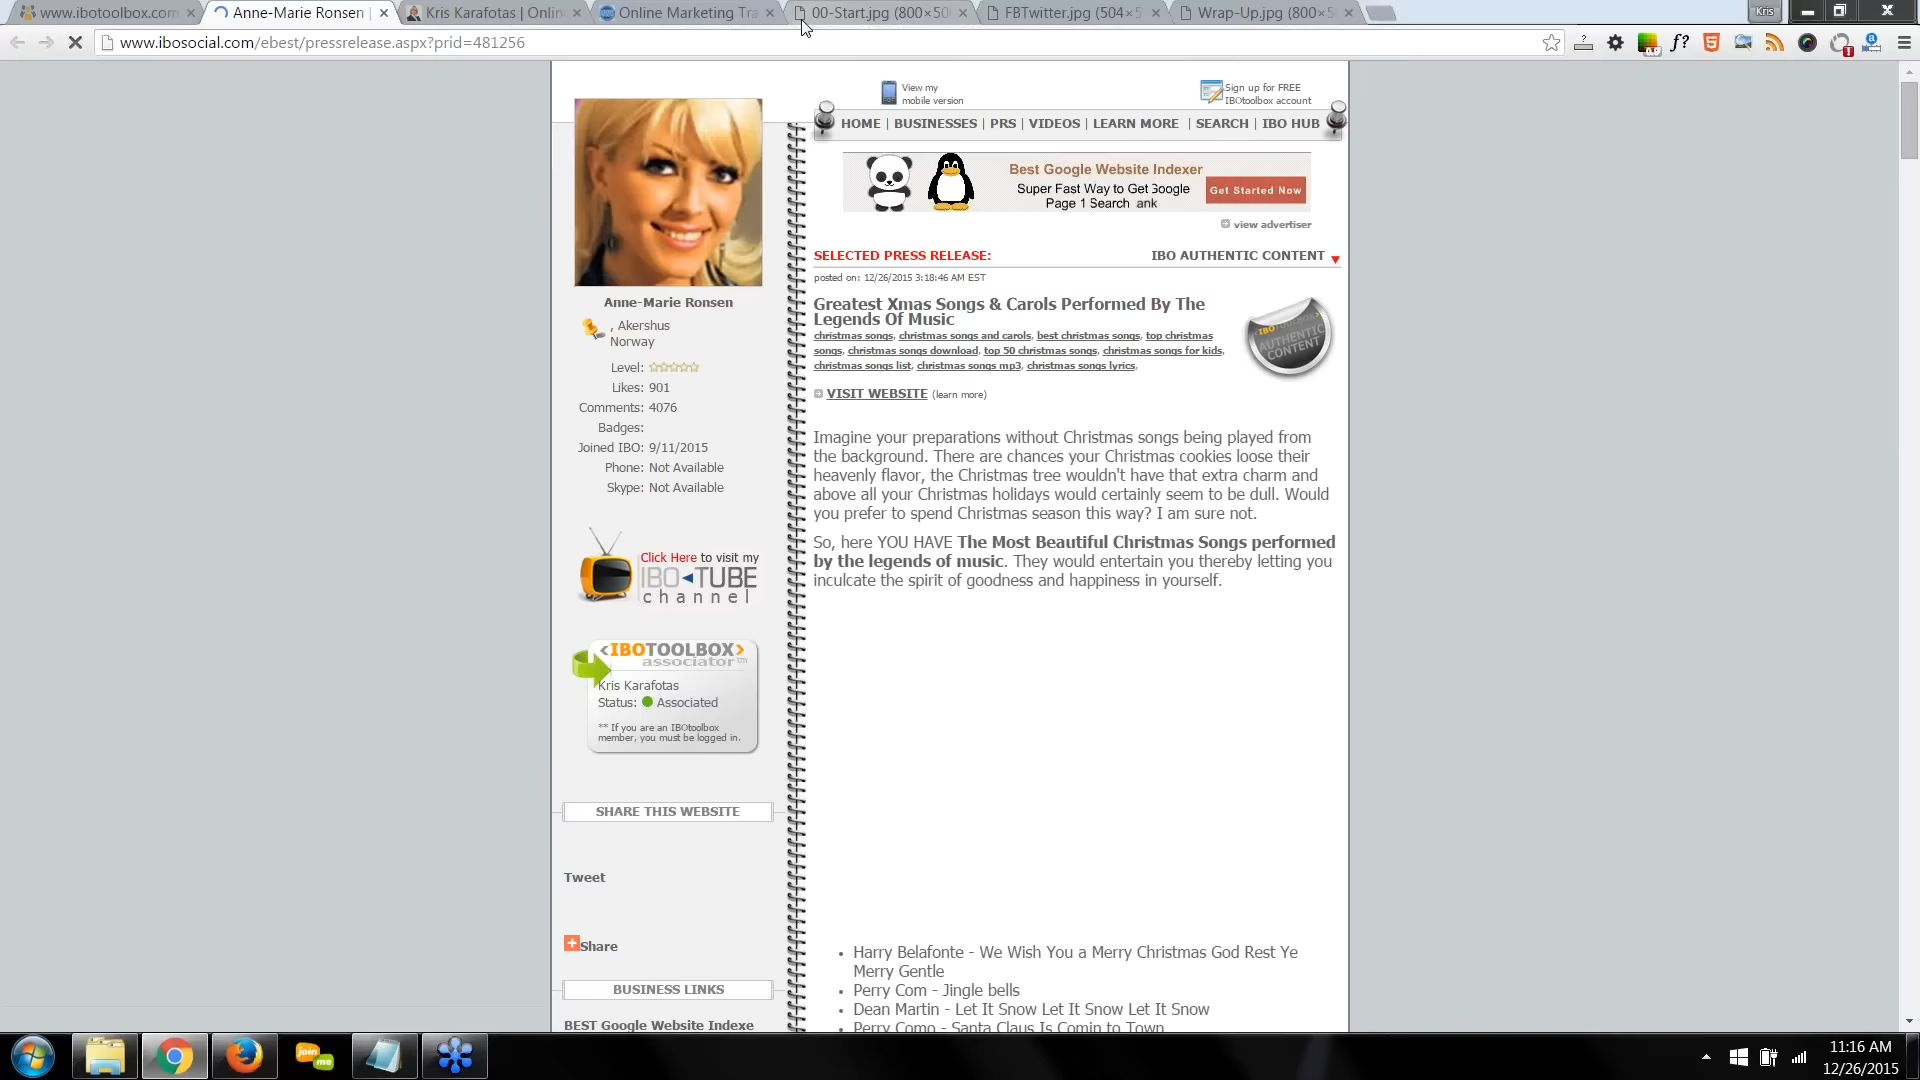 www.ibotoolbox.com
Anne-Marie Ronsen |
Kris Karafotas | Onlin
Online Marketing Tra
00-Start.jpg (800×50
FBTwitter.jpg (504×5
Wrap-Up.jpg (800×5
Kris
www.ibosocial.com/ebest/pressrelease.aspx?prid=481256
View my
mobile version
Sign up for FREE
IBOtoolbox account
HOME | BUSINESSES | PRS | VIDEOS | LEARN MORE | SEARCH | IBO HUB
Best Google Website Indexer
Super Fast Way to Get Google
Page 1 Search ank
Get Started Now
view advertiser
SELECTED PRESS RELEASE:
IBO AUTHENTIC CONTENT
posted on: 12/26/2015 3:18:46 AM EST
Greatest Xmas Songs & Carols Performed By The
Legends Of Music
christmas songs, christmas songs and carols, best christmas songs, top christmas
songs, christmas songs download, top 50 christmas songs, christmas songs for kids,
christmas songs list, christmas songs mp3, christmas songs lyrics,
<IBOTOOLBOX>
AUTHENTIC
CONTENT
VISIT WEBSITE (learn more)
Imagine your preparations without Christmas songs being played from
the background. There are chances your Christmas cookies loose their
heavenly flavor, the Christmas tree wouldn't have that extra charm and
above all your Christmas holidays would certainly seem to be dull. Would
you prefer to spend Christmas season this way? I am sure not.
So, here YOU HAVE The Most Beautiful Christmas Songs performed
by the legends of music. They would entertain you thereby letting you
inculcate the spirit of goodness and happiness in yourself.
Harry Belafonte - We Wish You a Merry Christmas God Rest Ye
Merry Gentle
Perry Com - Jingle bells
Dean Martin - Let It Snow Let It Snow Let It Snow
Perry Como - Santa Claus Is Comin to Town
Anne-Marie Ronsen
, Akershus
Norway
Level:
Likes: 901
Comments: 4076
Badges:
Joined IBO: 9/11/2015
Phone: Not Available
Skype: Not Available
Click Here to visit my
IBO TUBE
channel
<IBOTOOLBOX>
associator™
Kris Karafotas
Status: Associated
** If you are an IBOtoolbox
member, you must be logged in.
SHARE THIS WEBSITE
Tweet
Share
BUSINESS LINKS
BEST Google Website Indexe
join
me
11:16 AM
12/26/2015